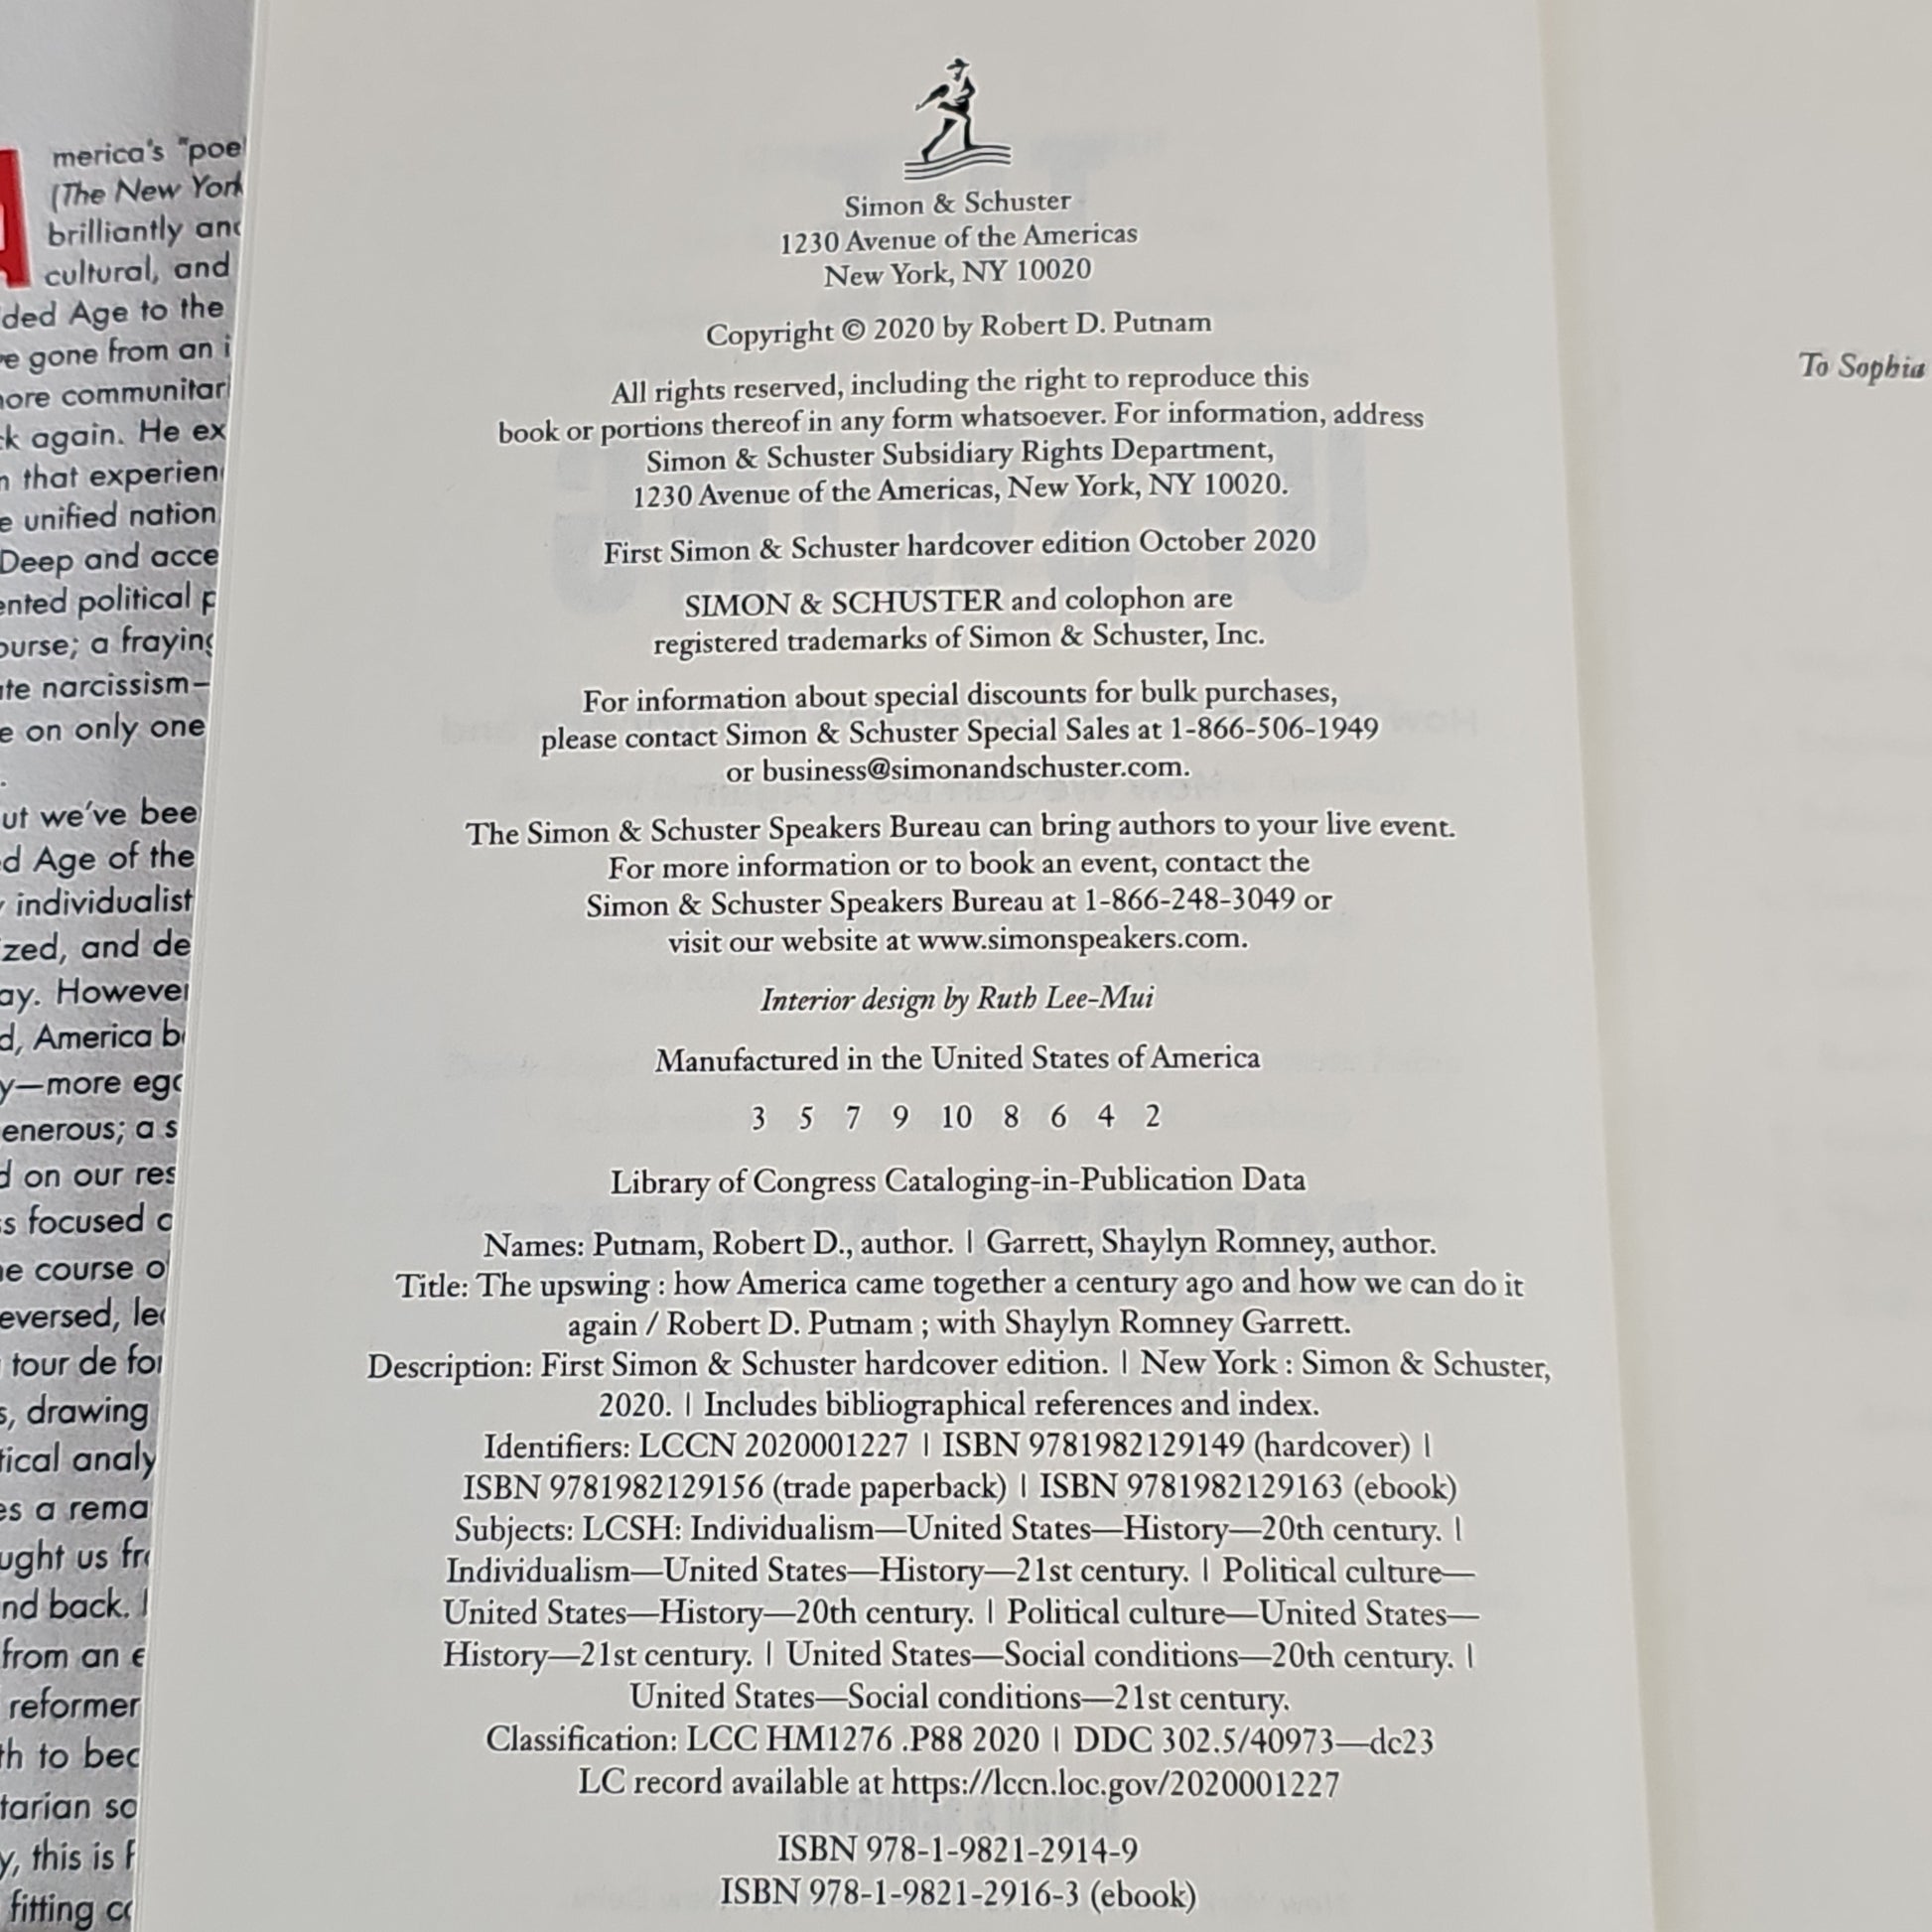 merica's "poe
(The New York
brilliantly and
cultural, and
ded Age to the
gone from an i
ore communitar
k again. He ex
that experien
e unified nation
Deep and acce
ented political p
ourse; a fraying
te narcissism—
e on only one
.
ut we've bee
d Age of the
individualist
zed, and de
ay. However
d, America b
y—more ego
enerous; a s
d on our res
s focused o
e course o
eversed, led
tour de for
s, drawing
tical analy
es a rema
ught us fro
nd back. I
from an e
reformer
th to bec
tarian so
y, this is
fitting co
Simon & Schuster
1230 Avenue of the Americas
New York, NY 10020
Copyright © 2020 by Robert D. Putnam
All rights reserved, including the right to reproduce this
book or portions thereof in any form whatsoever. For information, address
Simon & Schuster Subsidiary Rights Department,
1230 Avenue of the Americas, New York, NY 10020.
First Simon & Schuster hardcover edition October 2020
SIMON & SCHUSTER and colophon are
registered trademarks of Simon & Schuster, Inc.
For information about special discounts for bulk purchases,
please contact Simon & Schuster Special Sales at 1-866-506-1949
or business@simonandschuster.com.
The Simon & Schuster Speakers Bureau can bring authors to your live event.
For more information or to book an event, contact the
Simon & Schuster Speakers Bureau at 1-866-248-3049 or
visit our website at www.simonspeakers.com.
Interior design by Ruth Lee-Mui
Manufactured in the United States of America
3 5 7 9 10 8 6 4 2
Library of Congress Cataloging-in-Publication Data
Names: Putnam, Robert D., author. | Garrett, Shaylyn Romney, author.
Title: The upswing : how America came together a century ago and how we can do it
again / Robert D. Putnam ; with Shaylyn Romney Garrett.
Description: First Simon & Schuster hardcover edition. | New York : Simon & Schuster,
2020. | Includes bibliographical references and index.
Identifiers: LCCN 2020001227 | ISBN 9781982129149 (hardcover) |
ISBN 9781982129156 (trade paperback) | ISBN 9781982129163 (ebook)
Subjects: LCSH: Individualism—United States—History—20th century. |
Individualism—United States—History—21st century. | Political culture—
United States—History—20th century. | Political culture—United States—
History—21st century. | United States—Social conditions—20th century. |
United States—Social conditions—21st century.
Classification: LCC HM1276 .P88 2020 | DDC 302.5/40973—dc23
LC record available at https://lccn.loc.gov/2020001227
ISBN 978-1-9821-2914-9
ISBN 978-1-9821-2916-3 (ebook)
To Sophia